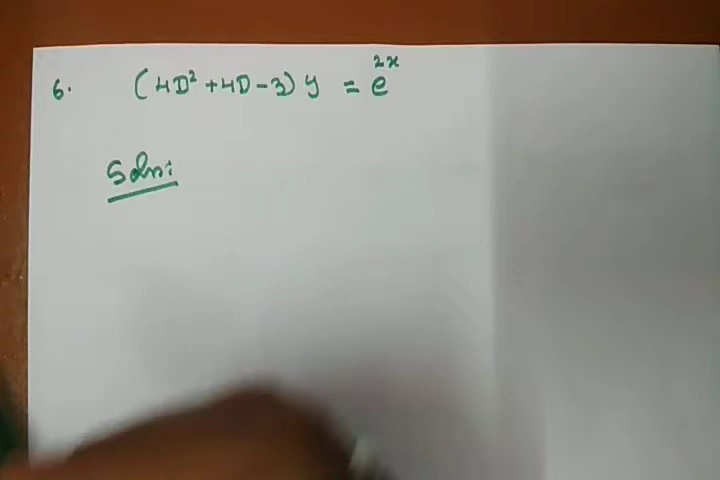 6. (4D² +4D-3) y = e^{2x}
Soln: